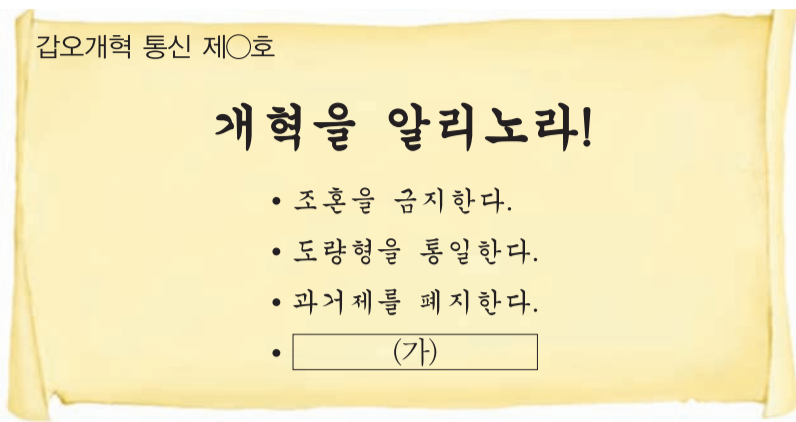 갑오개혁 통신 제○호
개혁을 알리노라!
• 조혼을 금지한다.
• 도량형을 통일한다.
• 과거제를 폐지한다.
• (가)